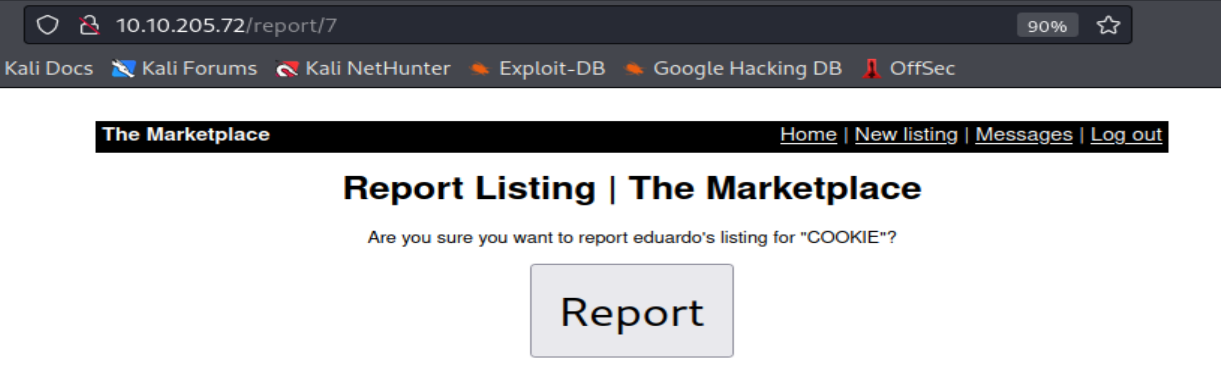 10.10.205.72/report/7 90%
Kali Docs Kali Forums Kali NetHunter Exploit-DB Google Hacking DB OffSec
The Marketplace Home | New listing | Messages | Log out
Report Listing | The Marketplace
Are you sure you want to report eduardo's listing for "COOKIE"?
Report